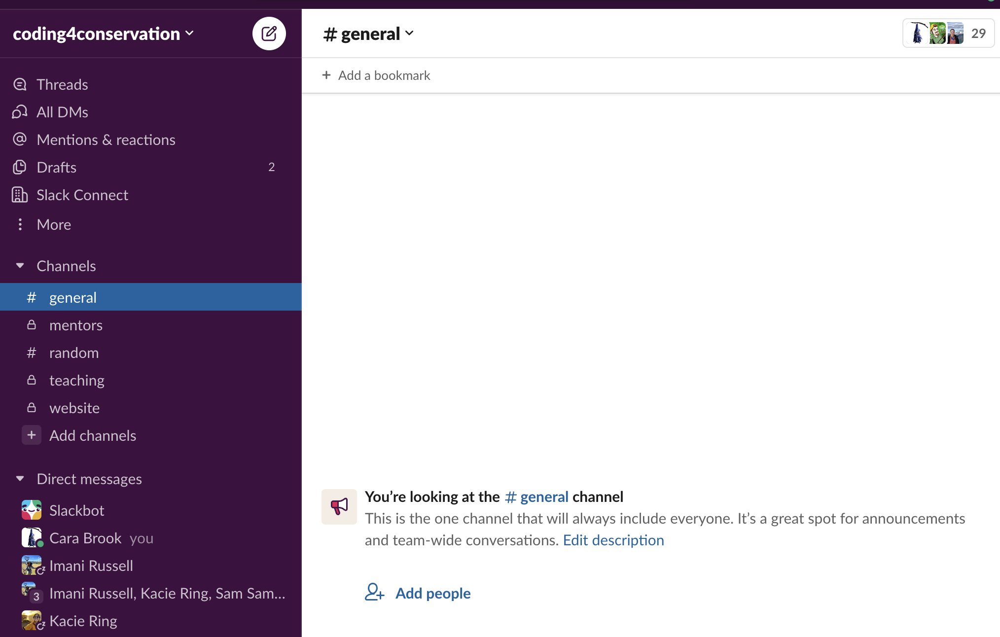 coding4conservation
Threads
All DMs
Mentions & reactions
Drafts 2
Slack Connect
More
Channels
# general
mentors
# random
teaching
website
+ Add channels
Direct messages
Slackbot
Cara Brook you
Imani Russell
3 Imani Russell, Kacie Ring, Sam Sam...
Kacie Ring
# general
29
+ Add a bookmark
You’re looking at the # general channel
This is the one channel that will always include everyone. It’s a great spot for announcements
and team-wide conversations. Edit description
Add people